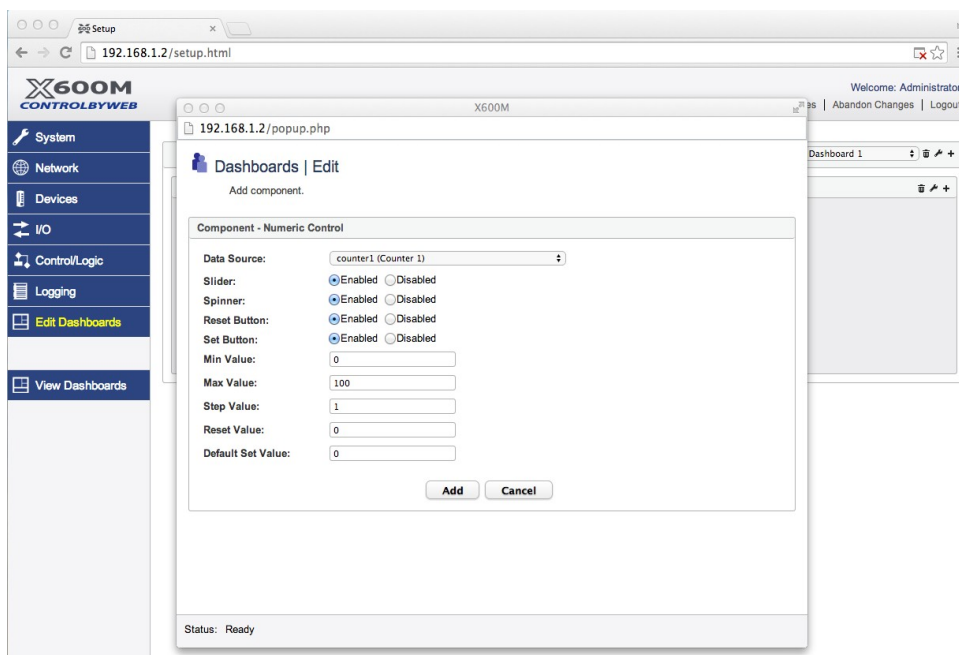 Setup
192.168.1.2/setup.html
X600M
CONTROLBYWEB
Welcome: Administrator
es | Abandon Changes | Logout
System
Network
Devices
I/O
Control/Logic
Logging
Edit Dashboards
View Dashboards
Dashboard 1
X600M
192.168.1.2/popup.php
Dashboards | Edit
Add component.
Component - Numeric Control
Data Source: counter1 (Counter 1)
Slider: Enabled Disabled
Spinner: Enabled Disabled
Reset Button: Enabled Disabled
Set Button: Enabled Disabled
Min Value: 0
Max Value: 100
Step Value: 1
Reset Value: 0
Default Set Value: 0
Add Cancel
Status: Ready